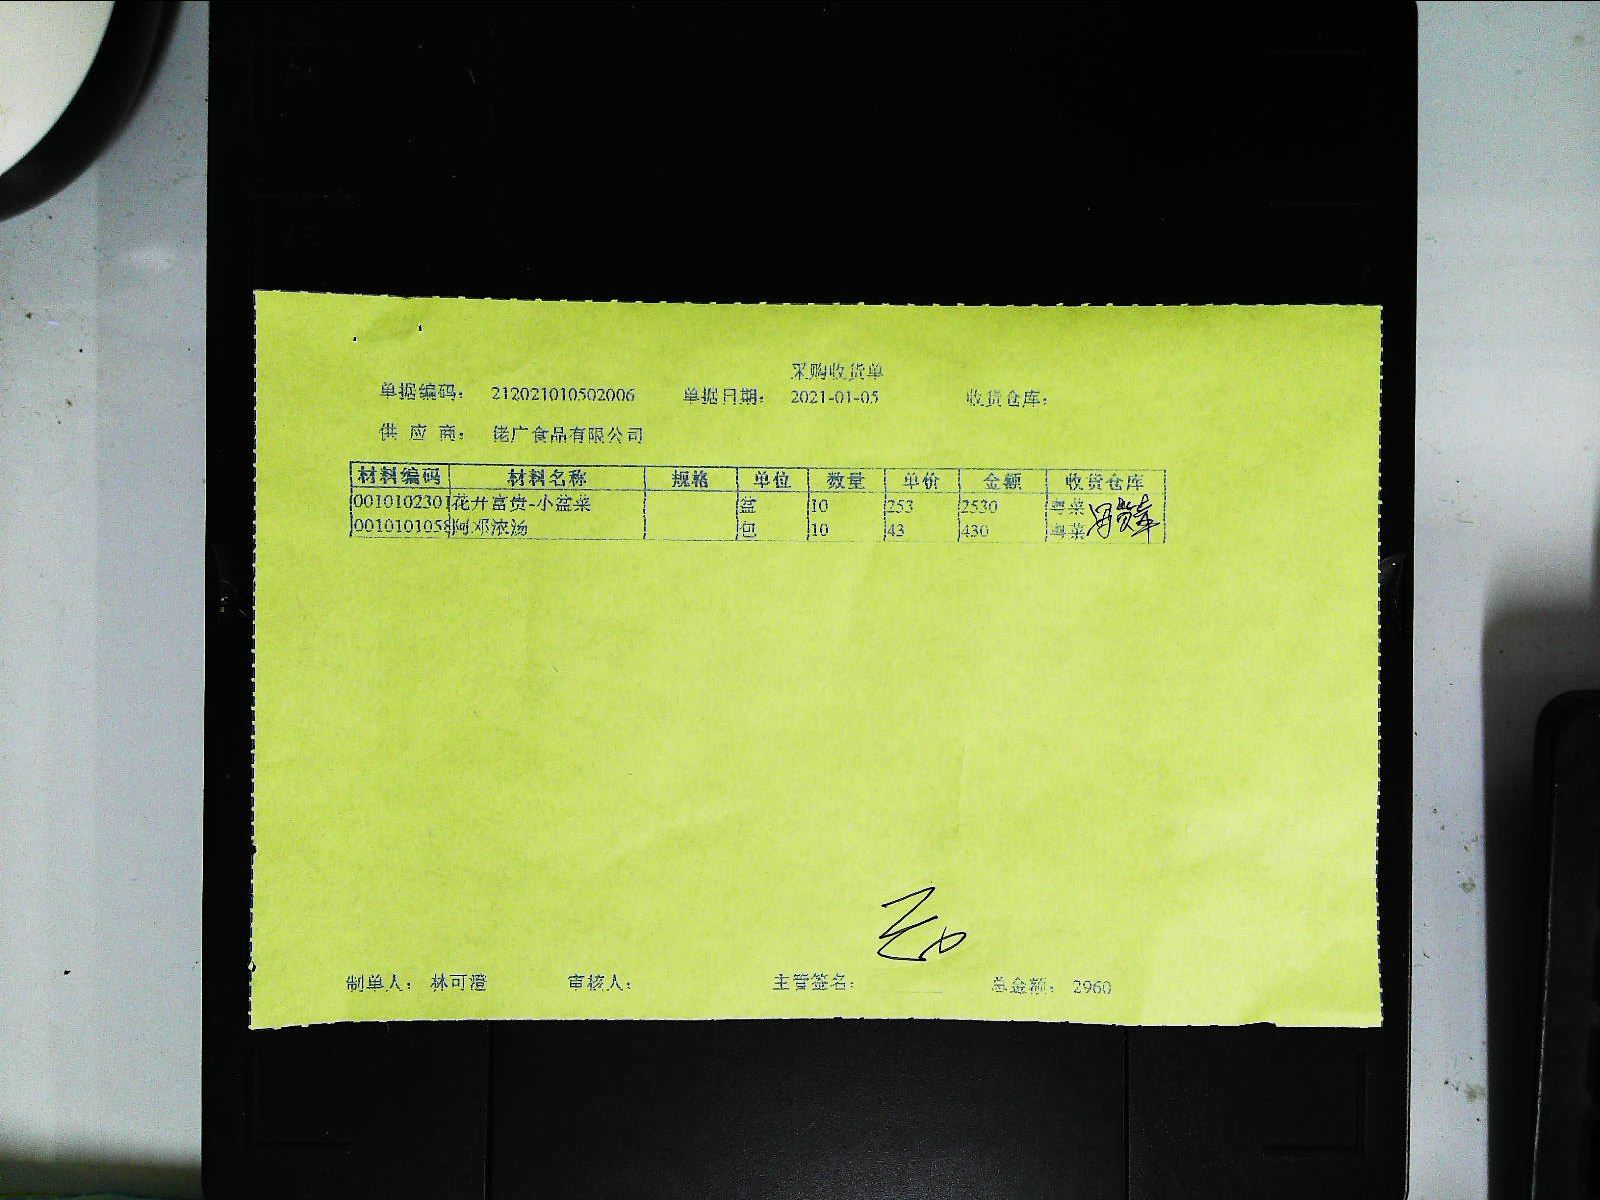 采购收货单
单据编码： 212021010502006 单据日期： 2021-01-05 收货仓库：
供 应 商： 佬广食品有限公司
材料编码 材料名称 规格 单位 数量 单价 金额 收货仓库
0010102301 花开富贵-小盆菜 盆 10 253 2530 粤菜
0010101058 阿邓浓汤 包 10 43 430 粤菜
制单人： 林可澄 审核人： 主管签名： 总金额： 2960